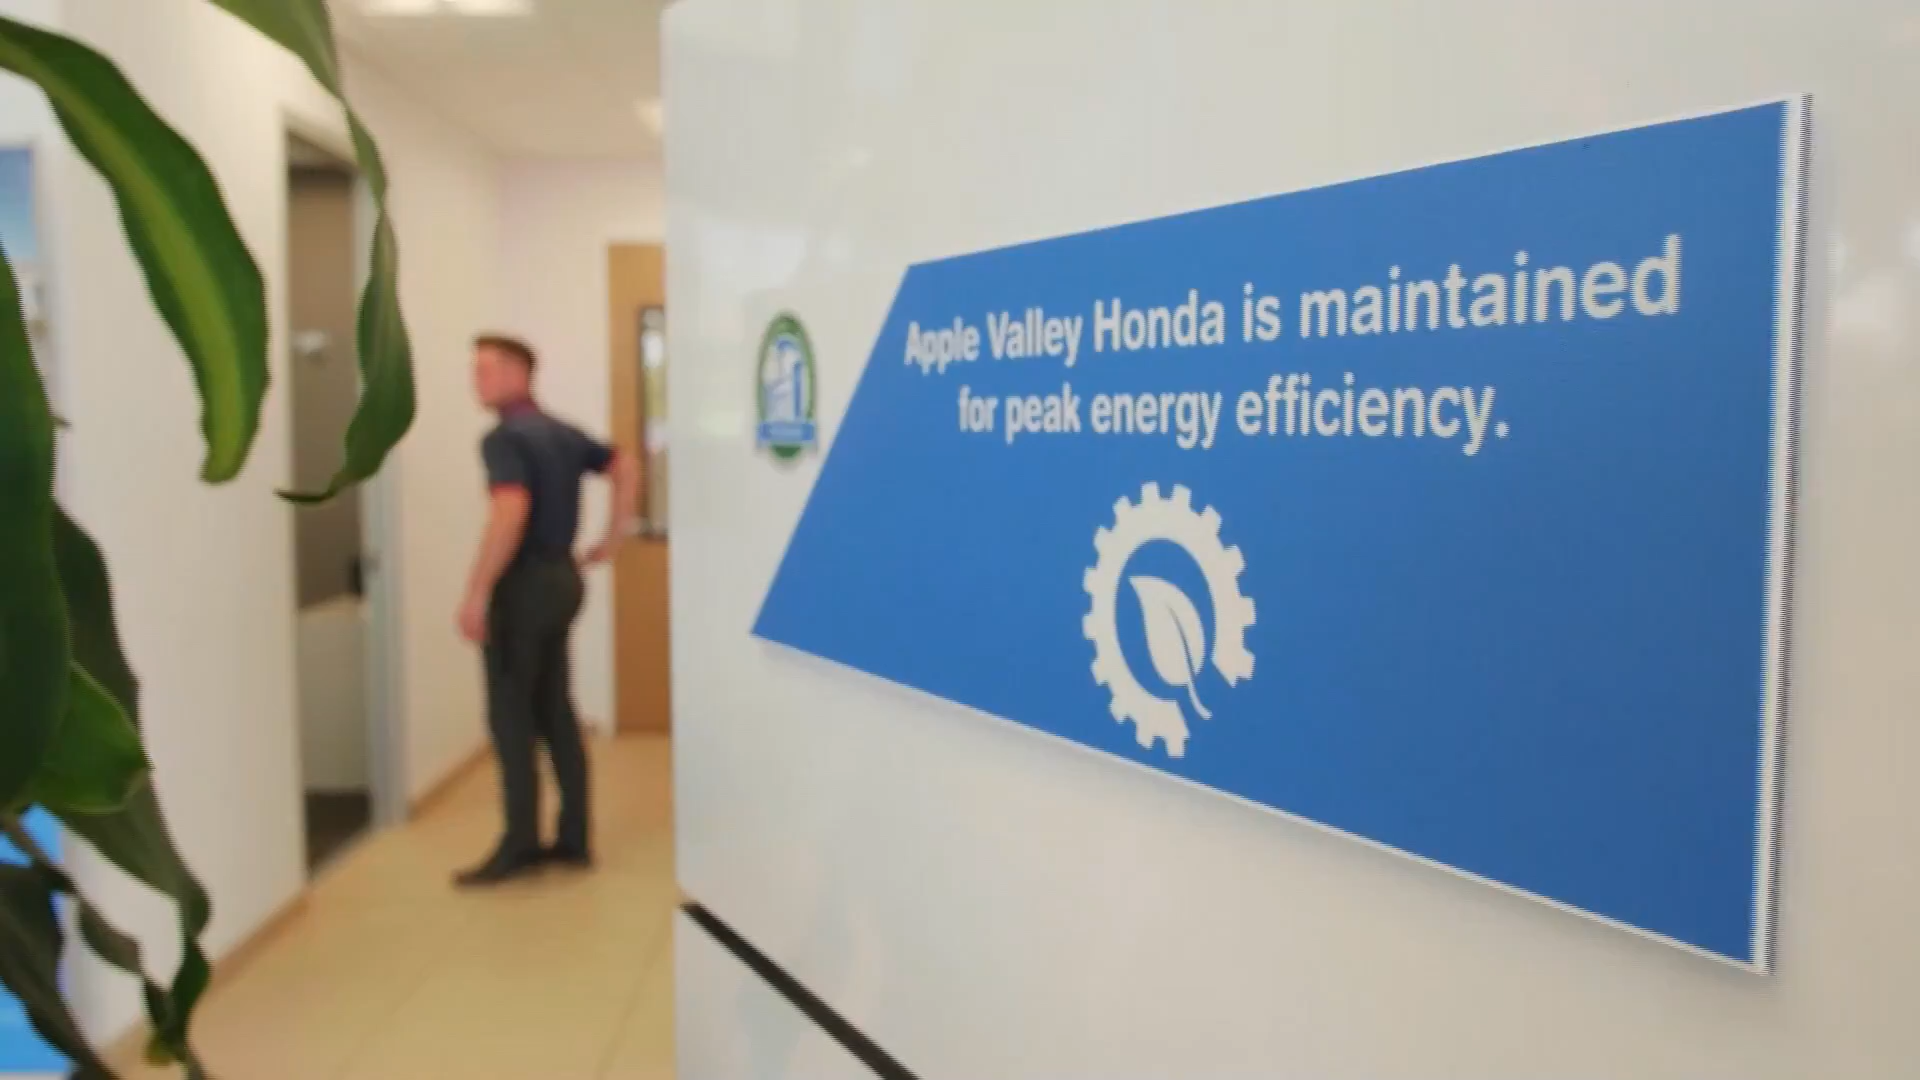 Apple Valley Honda is maintained
for peak energy efficiency.